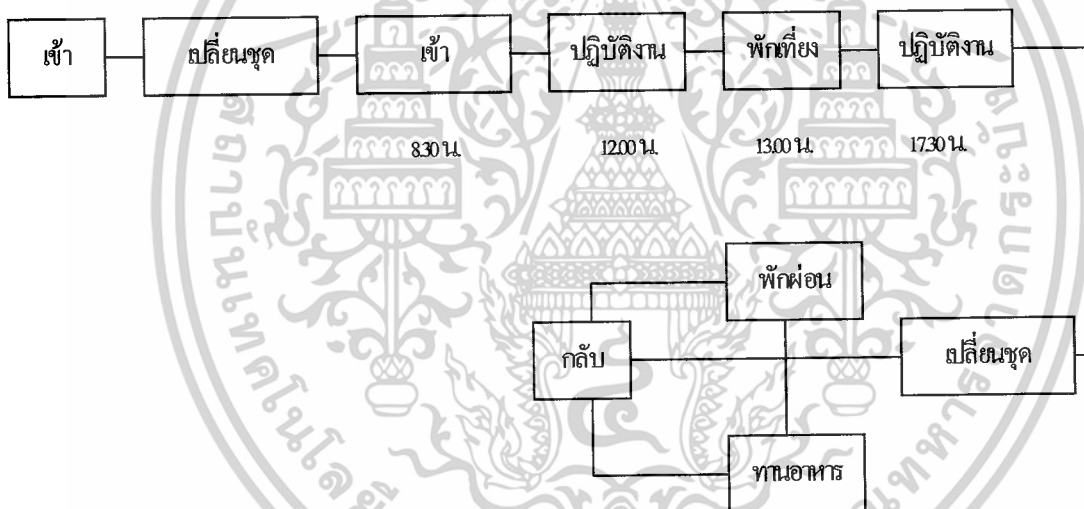 เข้า เปลี่ยนชุด เข้า ปฏิบัติงาน พักเที่ยง ปฏิบัติงาน
8.30 น. 12.00 น. 13.00 น. 17.30 น.
พักผ่อน
กลับ เปลี่ยนชุด
ทานอาหาร